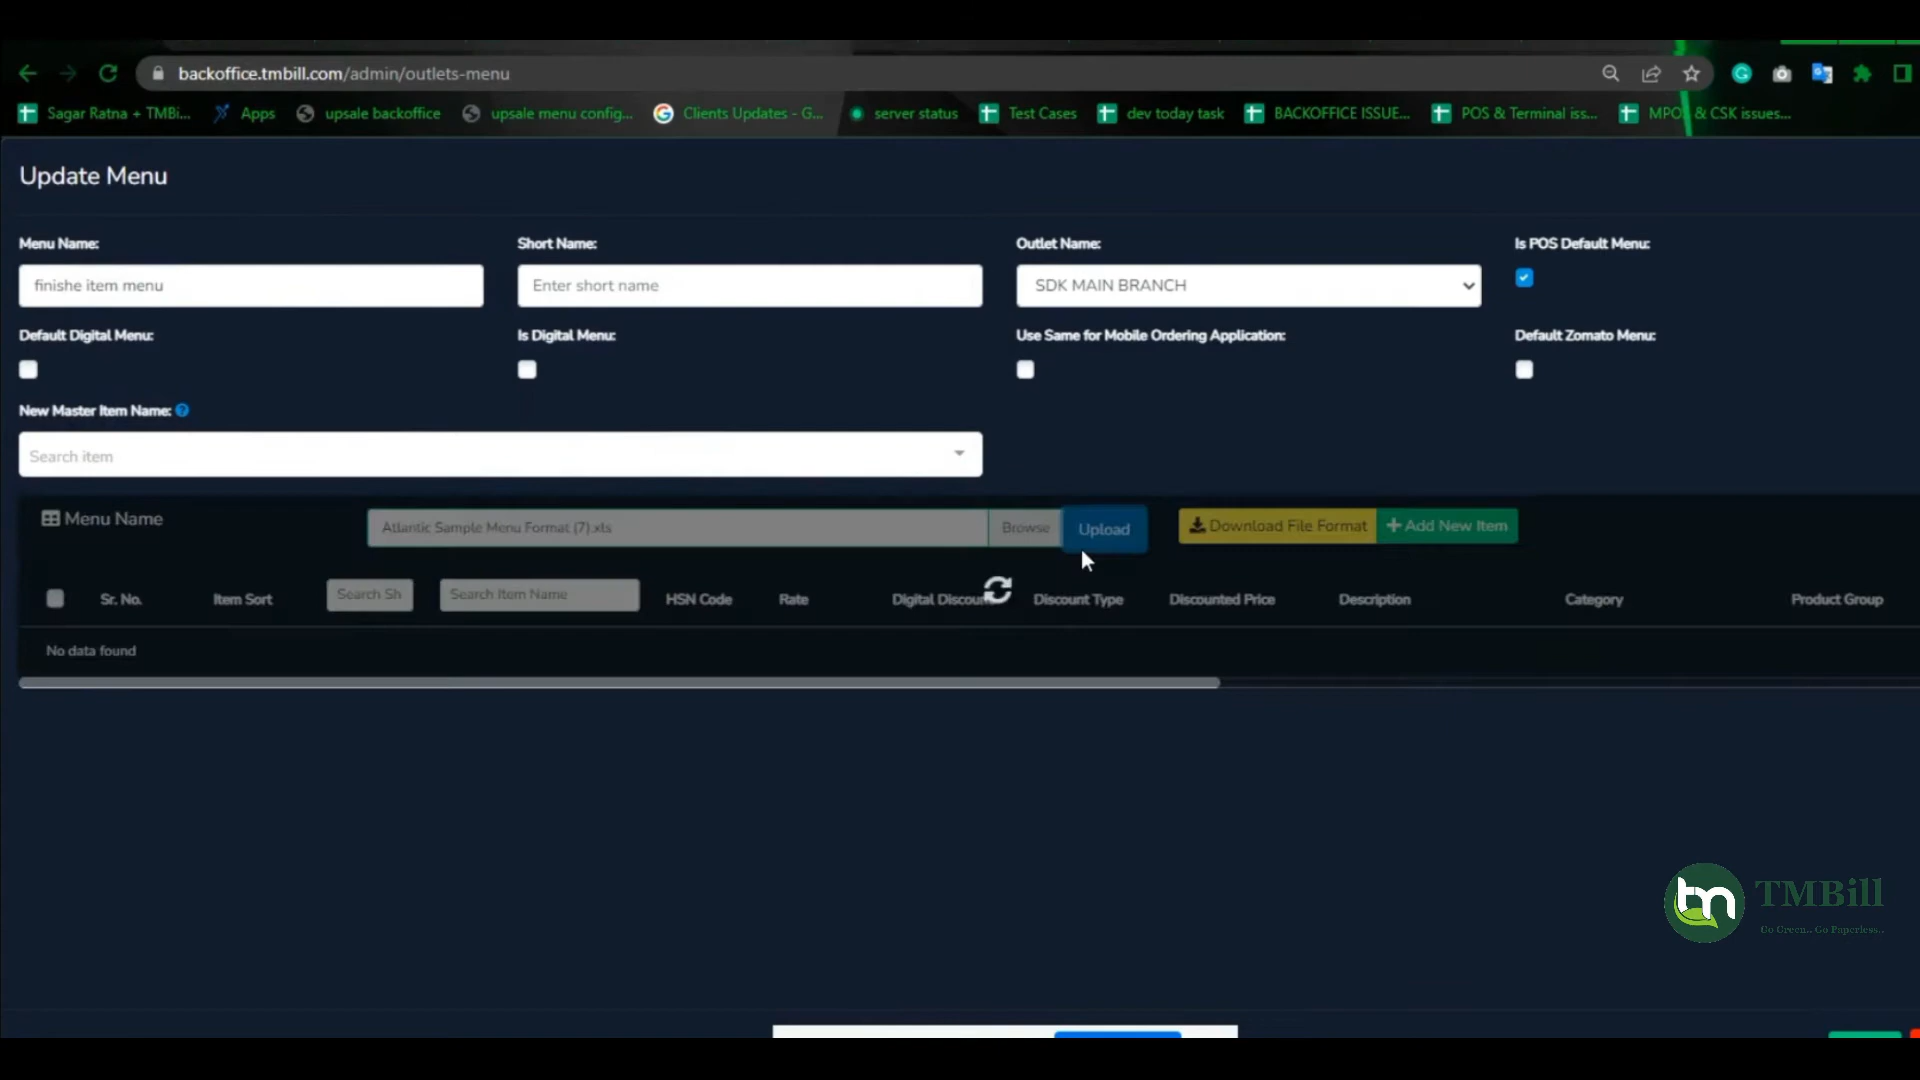 backoffice.tmbill.com/admin/outlets-menu
Sagar Ratna + TMBi... Apps upsale backoffice upsale menu config... Clients Updates - G... server status Test Cases dev today task BACKOFFICE ISSUE... POS & Terminal iss... MPOS & CSK issues...
Update Menu
Menu Name: Short Name: Outlet Name: Is POS Default Menu:
finishe item menu Enter short name SDK MAIN BRANCH
Default Digital Menu: Is Digital Menu: Use Same for Mobile Ordering Application: Default Zomato Menu:
New Master Item Name:
Search item
Menu Name Atlantic Sample Menu Format (7).xls Browse Upload Download File Format Add New Item
Sr. No. Item Sort Search Sh Search Item Name HSN Code Rate Digital Discount Discount Type Discounted Price Description Category Product Group
No data found
TMBill
Go Green.. Go Paperless..